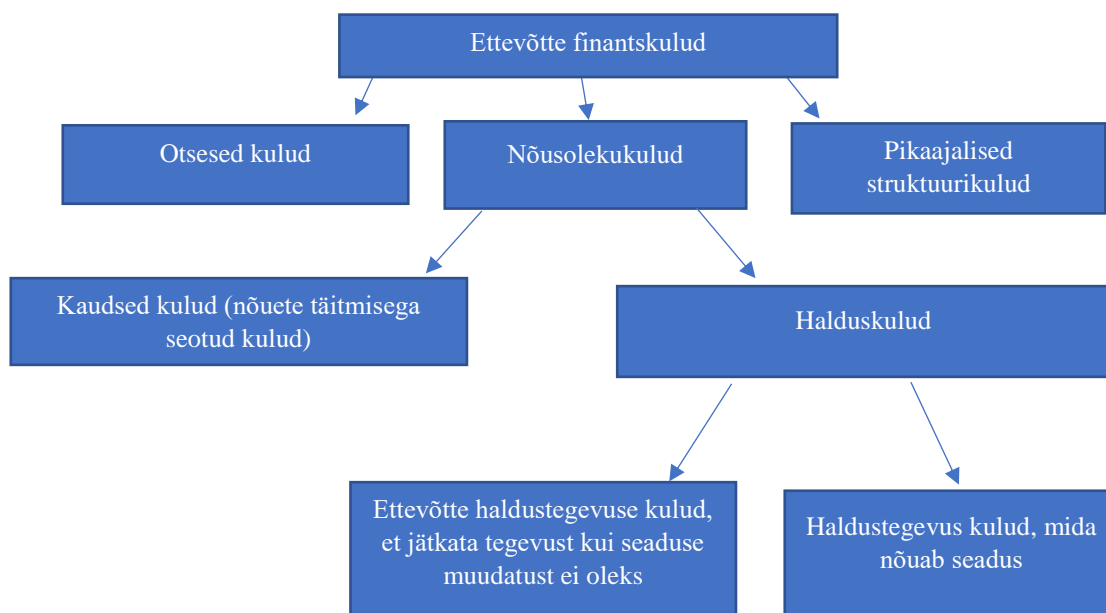 Ettevõtte finantskulud
Otsesed kulud
Nõusolekukulud
Pikaajalised
struktuurikulud
Kaudsed kulud (nõuete täitmisega
seotud kulud)
Halduskulud
Ettevõtte haldustegevuse kulud,
et jätkata tegevust kui seaduse
muudatust ei oleks
Haldustegevus kulud, mida
nõuab seadus